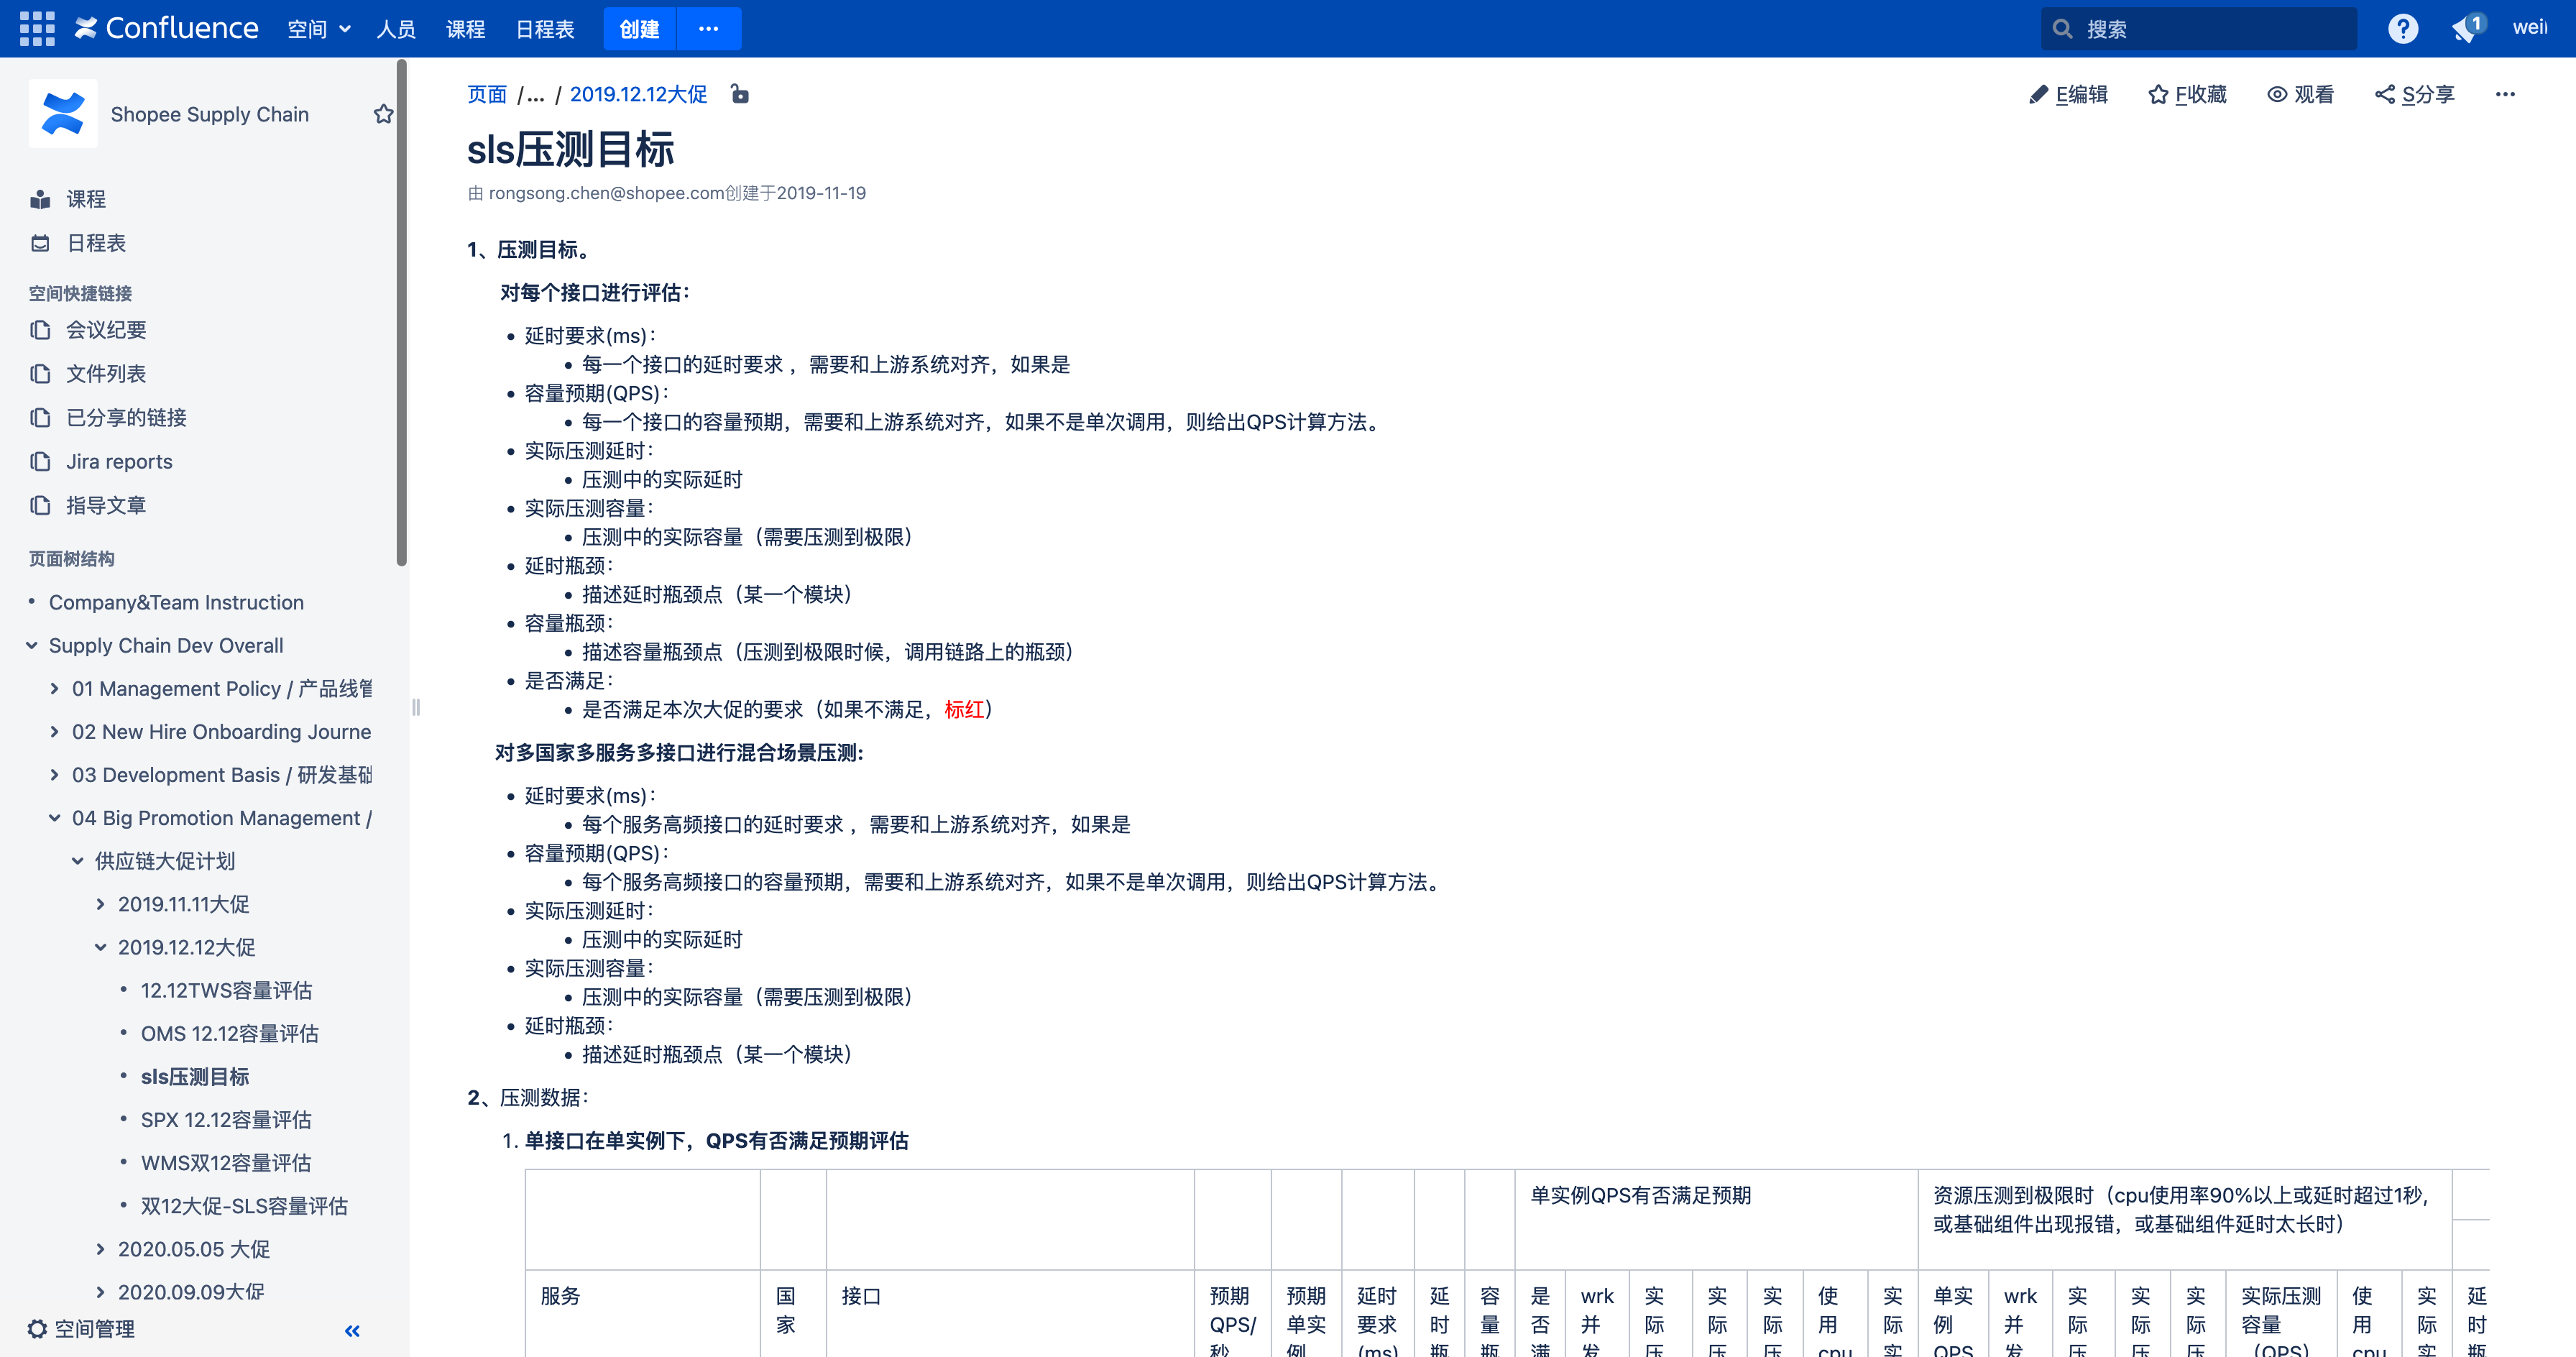 Confluence 空间 人员 课程 日程表 创建 ··· 搜索 ? 1
Shopee Supply Chain
课程
日程表
空间快捷链接
会议纪要
文件列表
已分享的链接
Jira reports
指导文章
页面树结构
Company&Team Instruction
Supply Chain Dev Overall
01 Management Policy / 产品线管
02 New Hire Onboarding Journe
03 Development Basis / 研发基础
04 Big Promotion Management /
供应链大促计划
2019.11.11大促
2019.12.12大促
12.12TWS容量评估
OMS 12.12容量评估
sls压测目标
SPX 12.12容量评估
WMS双12容量评估
双12大促-SLS容量评估
2020.05.05 大促
2020.09.09大促
空间管理
页面 /... / 2019.12.12大促
E编辑 F收藏 观看 S分享 ···
sls压测目标
由 rongsong.chen@shopee.com创建于2019-11-19
1、压测目标。
对每个接口进行评估：
• 延时要求(ms)：
• 每一个接口的延时要求 ，需要和上游系统对齐，如果是
• 容量预期(QPS)：
• 每一个接口的容量预期，需要和上游系统对齐，如果不是单次调用，则给出QPS计算方法。
• 实际压测延时：
• 压测中的实际延时
• 实际压测容量：
• 压测中的实际容量（需要压测到极限）
• 延时瓶颈：
• 描述延时瓶颈点（某一个模块）
• 容量瓶颈：
• 描述容量瓶颈点（压测到极限时候，调用链路上的瓶颈）
• 是否满足：
• 是否满足本次大促的要求（如果不满足，标红）
对多国家多服务多接口进行混合场景压测:
• 延时要求(ms)：
• 每个服务高频接口的延时要求 ，需要和上游系统对齐，如果是
• 容量预期(QPS)：
• 每个服务高频接口的容量预期，需要和上游系统对齐，如果不是单次调用，则给出QPS计算方法。
• 实际压测延时：
• 压测中的实际延时
• 实际压测容量：
• 压测中的实际容量（需要压测到极限）
• 延时瓶颈：
• 描述延时瓶颈点（某一个模块）
2、压测数据：
1. 单接口在单实例下，QPS有否满足预期评估
单实例QPS有否满足预期
资源压测到极限时（cpu使用率90%以上或延时超过1秒,
或基础组件出现报错，或基础组件延时太长时）
服务 国 接口 预期 预期 延时 延 容 是 wrk 实 实 实 使 实 单实 wrk 实 实 实 实际压测 使 实 延
家 QPS/ 单实 要求 时 量 否 并 际 际 际 用 际 例 并 际 际 际 容量 用 际 时
秒 例 (ms) 瓶 瓶 满 发 压 压 压 cpu 实 QPS 发 压 压 压 （QPS） cpu 实 瓶